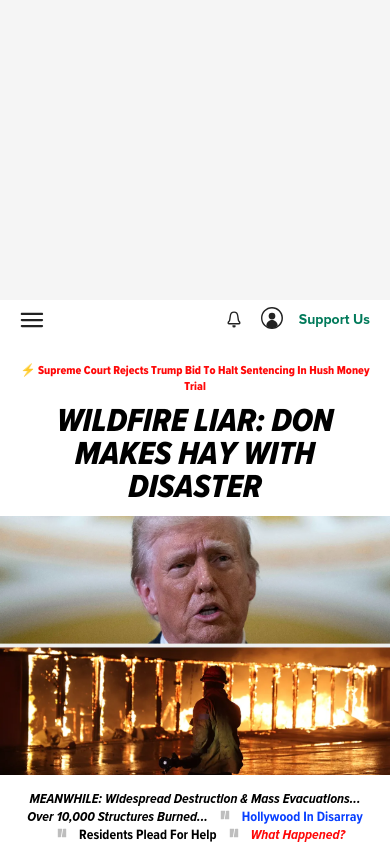 Support Us
⚡ Supreme Court Rejects Trump Bid To Halt Sentencing In Hush Money
Trial
WILDFIRE LIAR: DON
MAKES HAY WITH
DISASTER
MEANWHILE: Widespread Destruction & Mass Evacuations...
Over 10,000 Structures Burned... " Hollywood In Disarray
" Residents Plead For Help " What Happened?